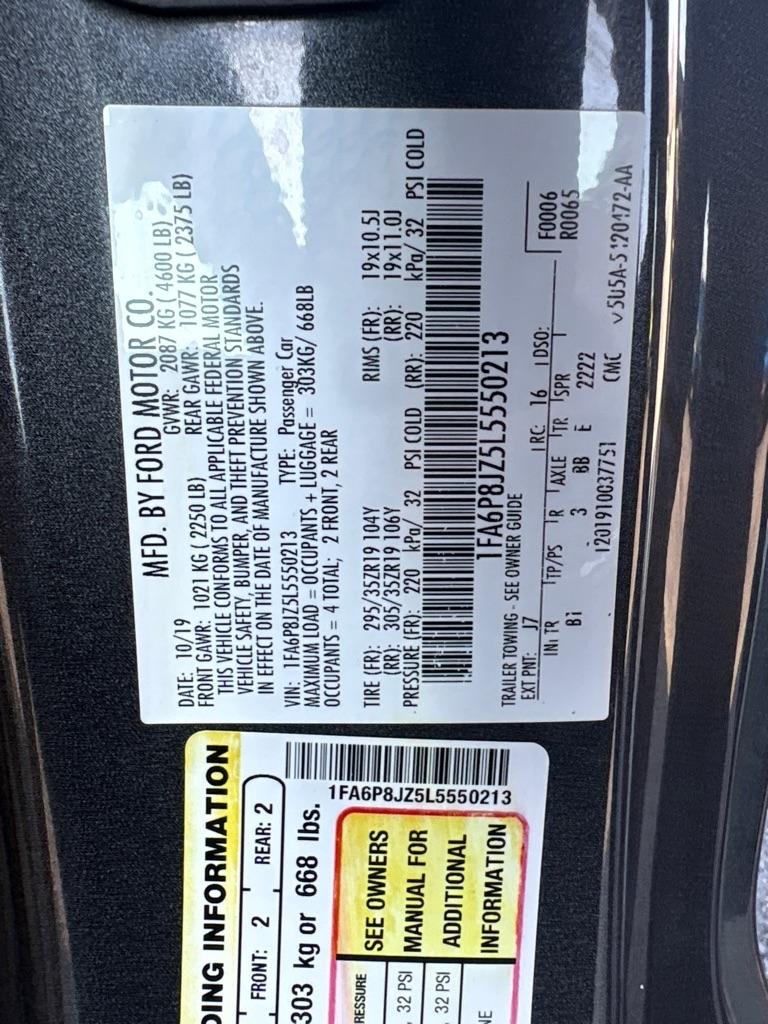 MFD. BY FORD MOTOR CO.
DATE: 10/19 GVWR: 2087 KG ( 4600 LB)
FRONT GAWR: 1021 KG ( 2250 LB) REAR GAWR: 1077 KG ( 2375 LB)
THIS VEHICLE CONFORMS TO ALL APPLICABLE FEDERAL MOTOR
VEHICLE SAFETY, BUMPER, AND THEFT PREVENTION STANDARDS
IN EFFECT ON THE DATE OF MANUFACTURE SHOWN ABOVE.
VIN: 1FA6P8JZ5L5550213 TYPE: Passenger Car
MAXIMUM LOAD = OCCUPANTS + LUGGAGE = 303KG/ 668LB
OCCUPANTS = 4 TOTAL; 2 FRONT, 2 REAR
TIRE (FR): 295/35ZR19 104Y RIMS (FR): 19x10.5J
(RR): 305/35ZR19 106Y (RR): 19x11.0J
PRESSURE (FR): 220 kPa/ 32 PSI COLD (RR): 220 kPa/ 32 PSI COLD
1FA6P8JZ5L5550213
TRAILER TOWING - SEE OWNER GUIDE F0006
EXT PNT: J7 RC: 16 DSO: R0065
IN TR TP/PS R AXLE TR SPR
BI 3 BB E 2222
CMC
1201910037751 v5U5A-5420472-AA
DING INFORMATION
FRONT: 2 REAR: 2
303 kg or 668 lbs.
1FA6P8JZ5L5550213
RESSURE SEE OWNERS
, 32 PSI MANUAL FOR
, 32 PSI ADDITIONAL
NE INFORMATION